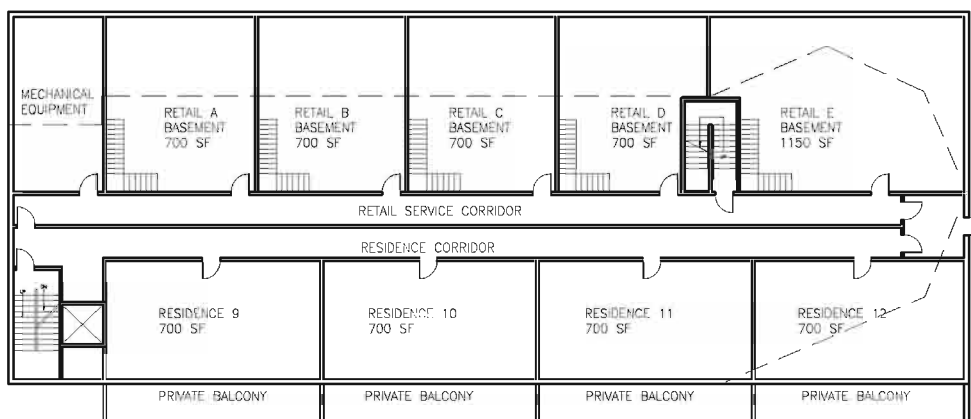 MECHANICAL
EQUIPMENT
RETAIL A
BASEMENT
700 SF
RETAIL B
BASEMENT
700 SF
RETAIL C
BASEMENT
700 SF
RETAIL D
BASEMENT
700 SF
RETAIL E
BASEMENT
1150 SF
RETAIL SERVICE CORRIDOR
RESIDENCE CORRIDOR
RESIDENCE 9
700 SF
RESIDENCE 10
700 SF
RESIDENCE 11
700 SF
RESIDENCE 12
700 SF
PRIVATE BALCONY
PRIVATE BALCONY
PRIVATE BALCONY
PRIVATE BALCONY